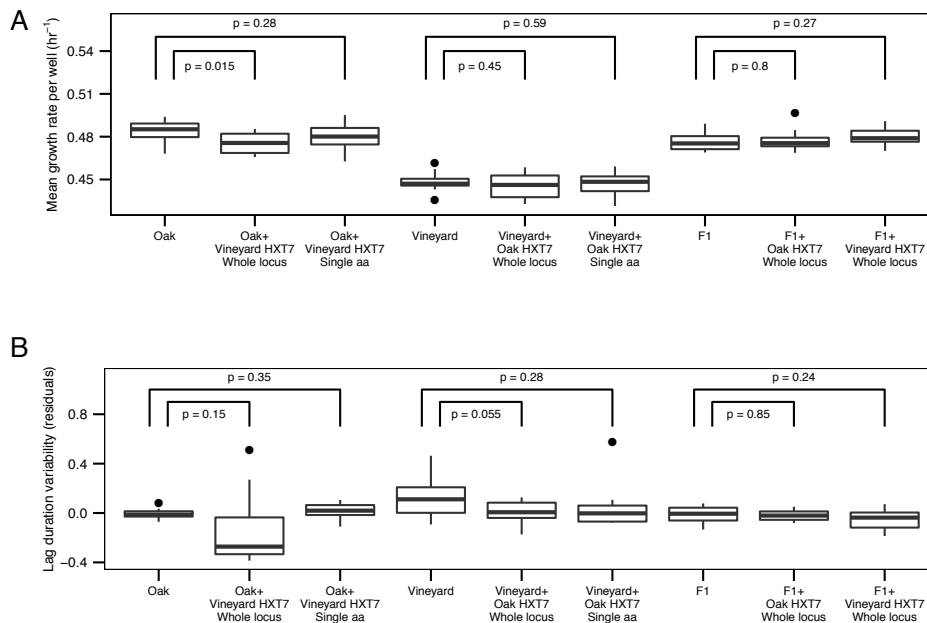 A
p = 0.28
p = 0.59
p = 0.27
p = 0.015
p = 0.45
p = 0.8
Mean growth rate per well (hr⁻¹)
0.54
0.51
0.48
0.45
Oak
Oak+
Vineyard HXT7
Whole locus
Oak+
Vineyard HXT7
Single aa
Vineyard
Vineyard+
Oak HXT7
Whole locus
Vineyard+
Oak HXT7
Single aa
F1
F1+
Oak HXT7
Whole locus
F1+
Vineyard HXT7
Whole locus
B
p = 0.35
p = 0.28
p = 0.24
p = 0.15
p = 0.055
p = 0.85
Lag duration variability (residuals)
0.8
0.4
0.0
−0.4
Oak
Oak+
Vineyard HXT7
Whole locus
Oak+
Vineyard HXT7
Single aa
Vineyard
Vineyard+
Oak HXT7
Whole locus
Vineyard+
Oak HXT7
Single aa
F1
F1+
Oak HXT7
Whole locus
F1+
Vineyard HXT7
Whole locus